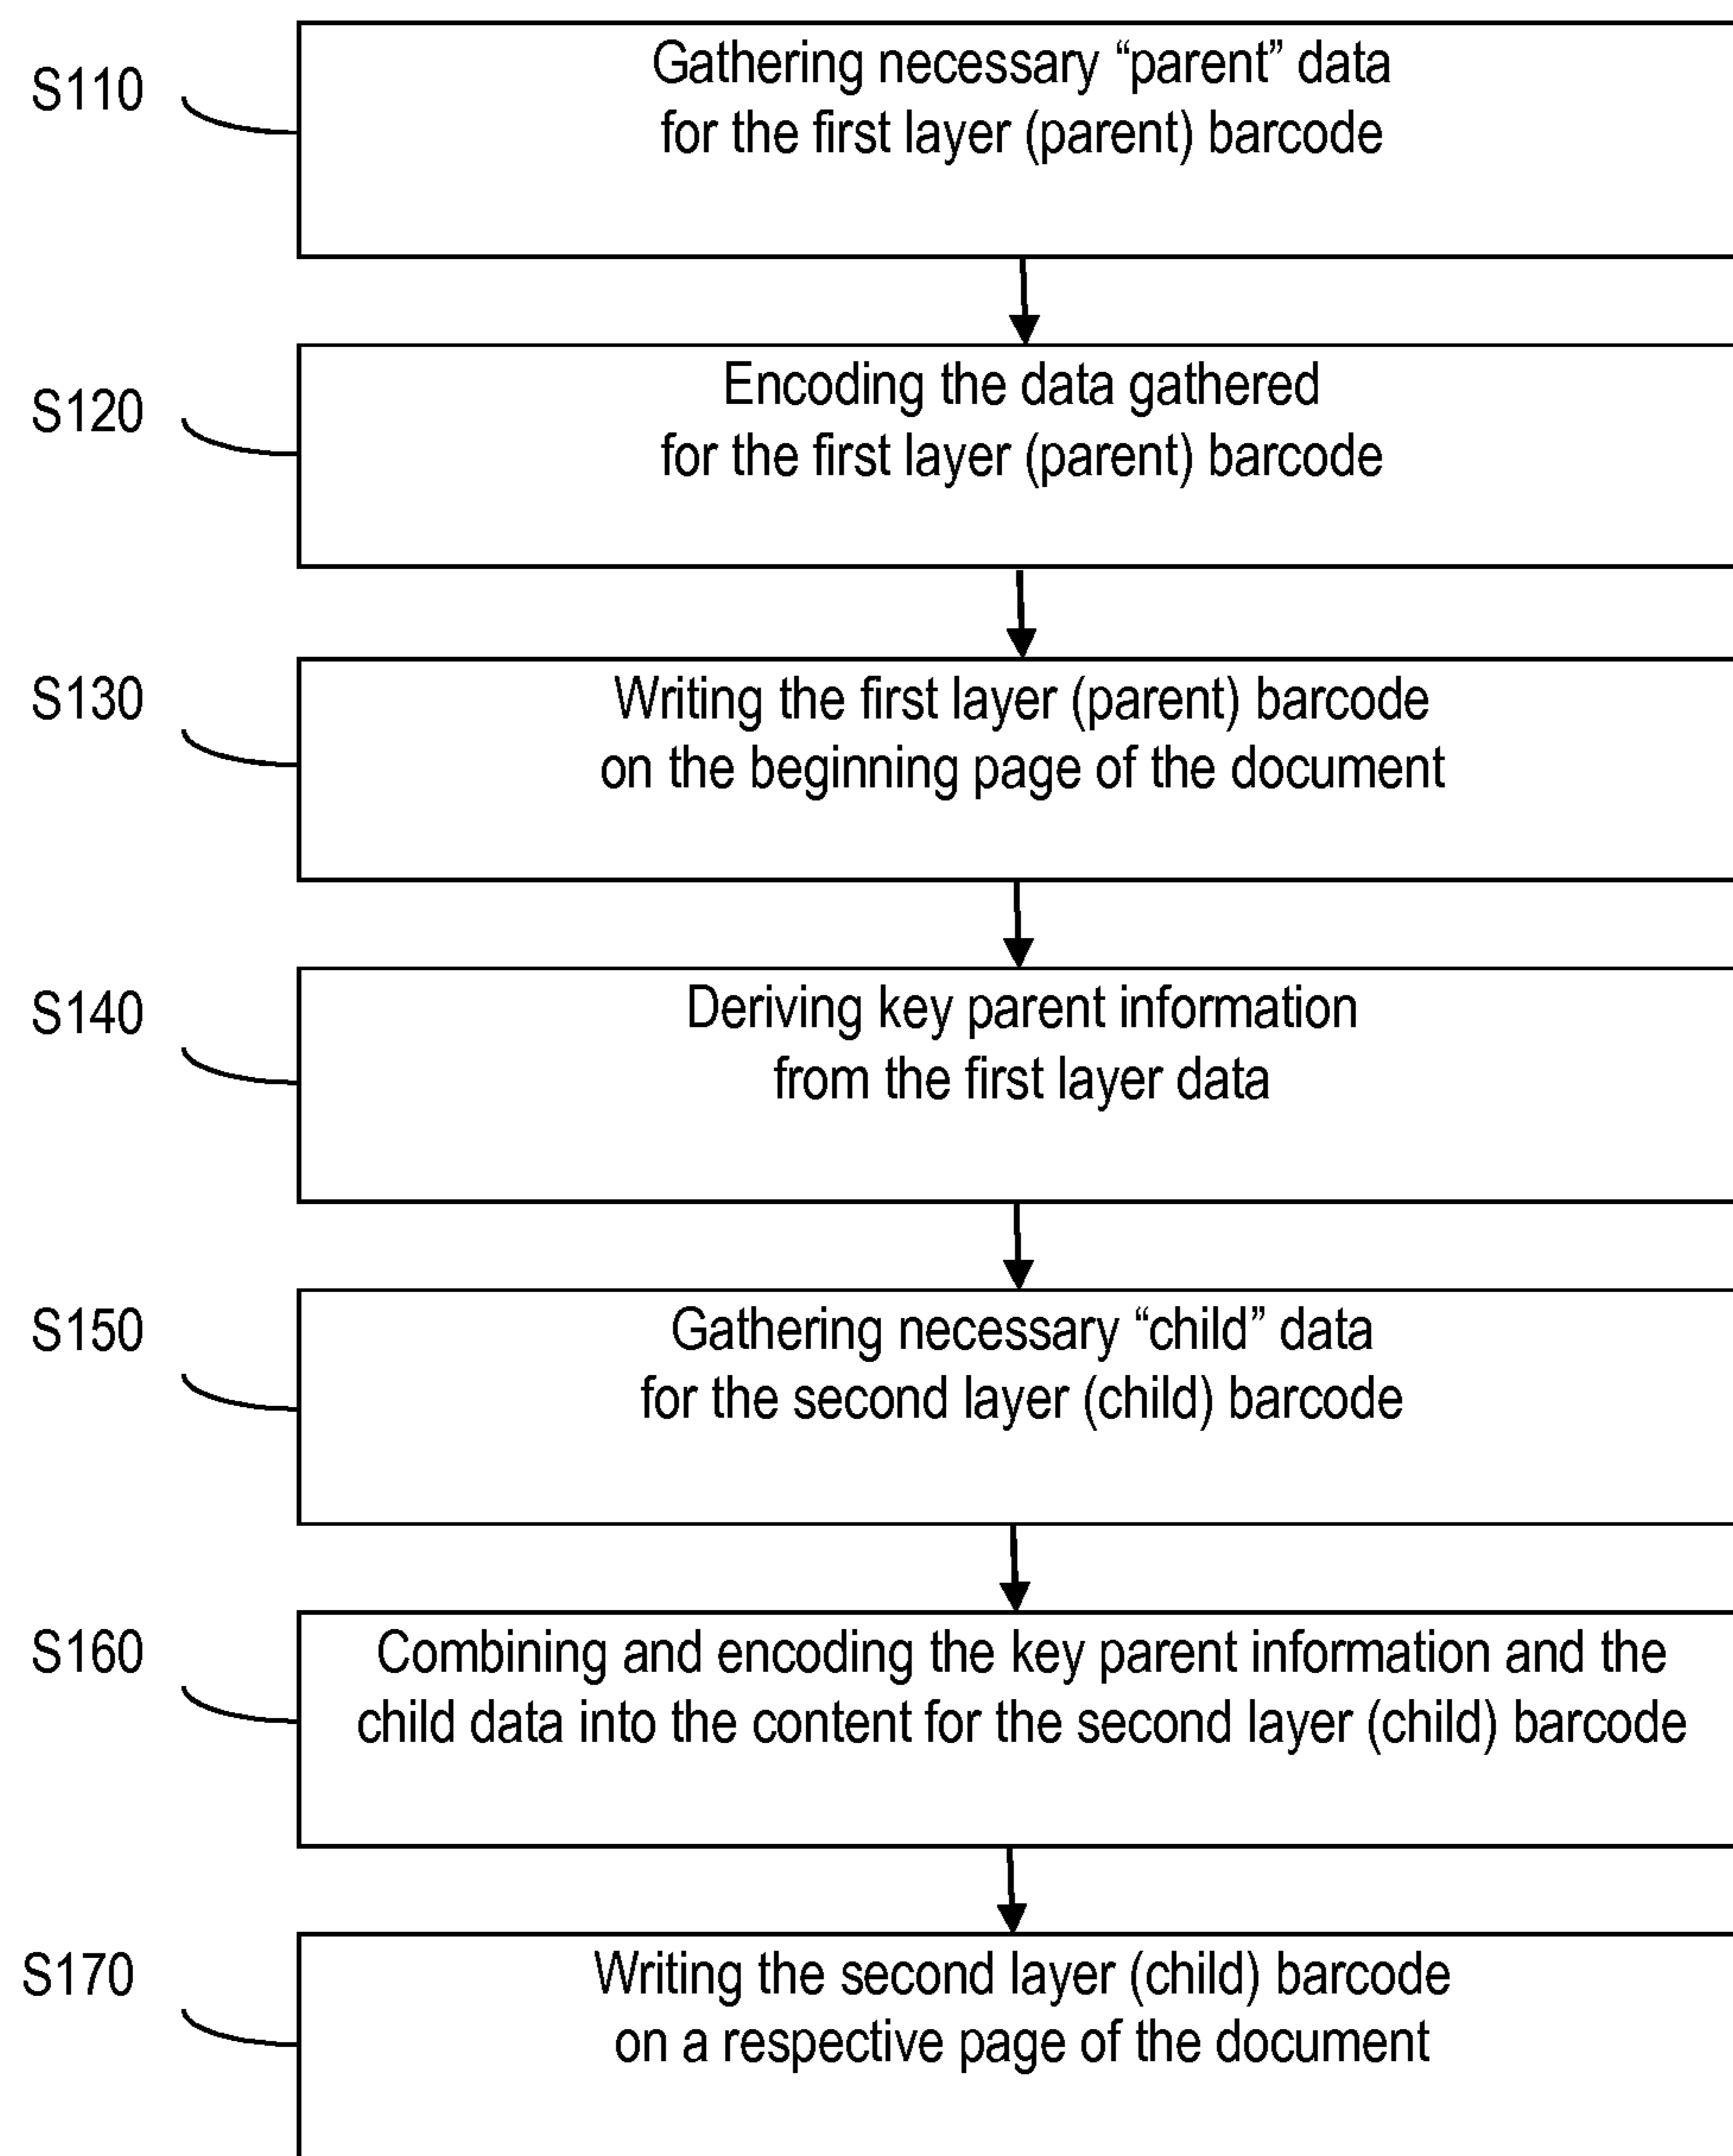 S110
Gathering necessary “parent” data
for the first layer (parent) barcode
S120
Encoding the data gathered
for the first layer (parent) barcode
S130
Writing the first layer (parent) barcode
on the beginning page of the document
S140
Deriving key parent information
from the first layer data
S150
Gathering necessary “child” data
for the second layer (child) barcode
S160
Combining and encoding the key parent information and the
child data into the content for the second layer (child) barcode
S170
Writing the second layer (child) barcode
on a respective page of the document